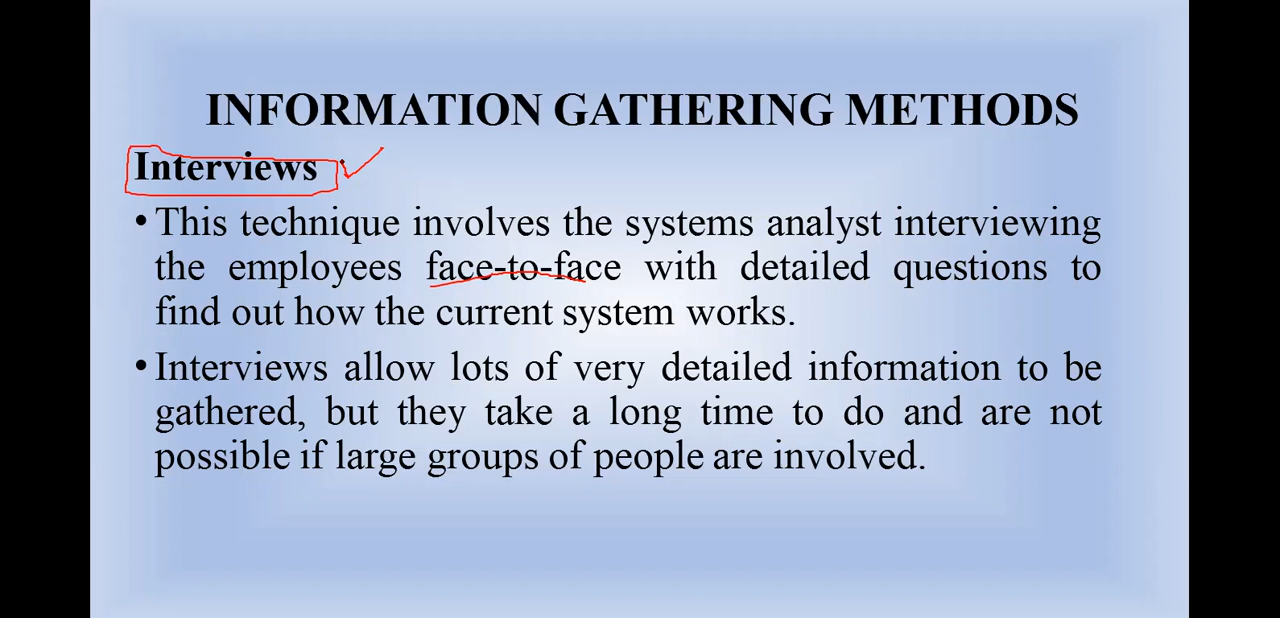 INFORMATION GATHERING METHODS
Interviews
• This technique involves the systems analyst interviewing
the employees face-to-face with detailed questions to
find out how the current system works.
• Interviews allow lots of very detailed information to be
gathered, but they take a long time to do and are not
possible if large groups of people are involved.